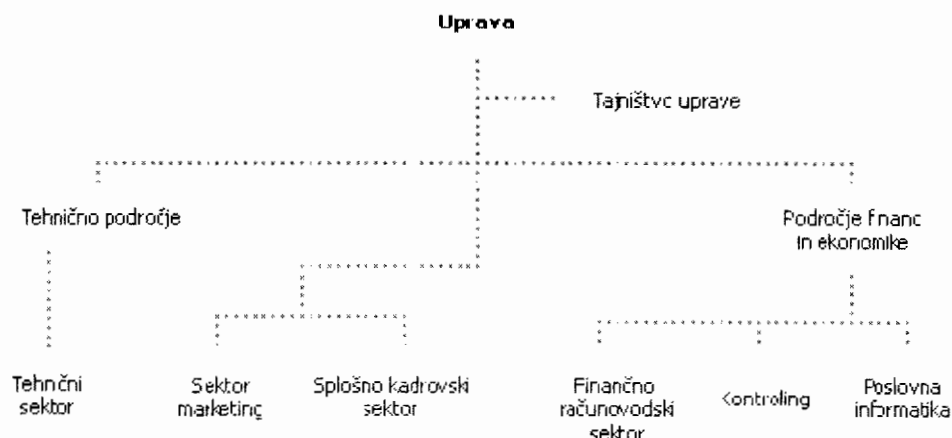 Uprava
Tajništvo uprave
Tehnično področje
Področje financ
in ekonomike
Tehnični
sektor
Sektor
marketing
Splošno kadrovski
sektor
Finančno
računovodski
sektor
Kontroling
Poslovna
informatika